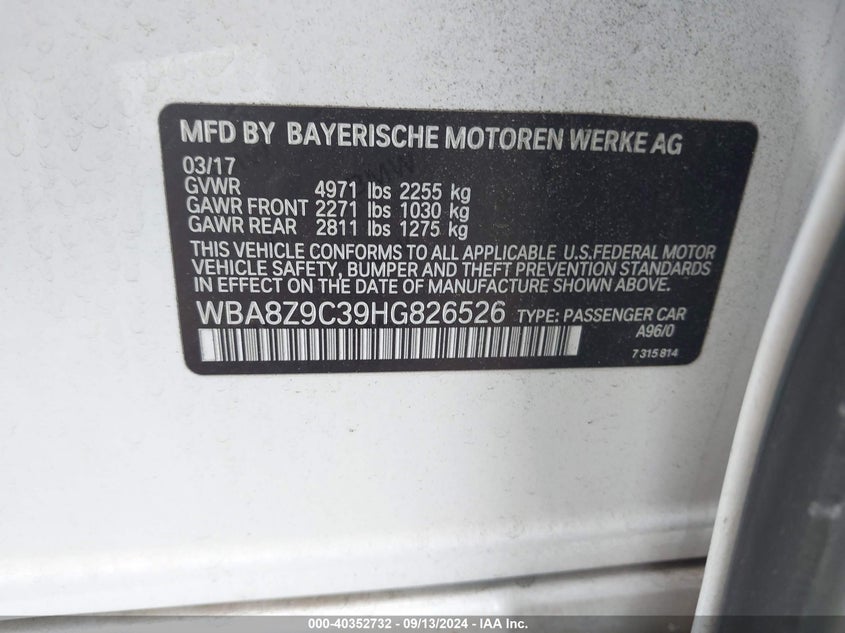 MFD BY BAYERISCHE MOTOREN WERKE AG
03/17
GVWR 4971 lbs 2255 kg
GAWR FRONT 2271 lbs 1030 kg
GAWR REAR 2811 lbs 1275 kg
THIS VEHICLE CONFORMS TO ALL APPLICABLE U.S.FEDERAL MOTOR
VEHICLE SAFETY, BUMPER AND THEFT PREVENTION STANDARDS
IN EFFECT ON THE DATE OF MANUFACTURE SHOWN ABOVE.
WBA8Z9C39HG826526 TYPE: PASSENGER CAR
A96/0
7 315 814
000-40352732 - 09/13/2024 - IAA Inc.